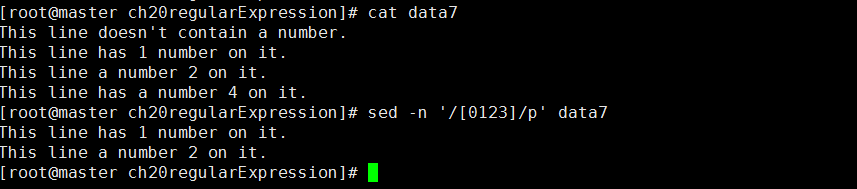 [root@master ch20regularExpression]# cat data7
This line doesn't contain a number.
This line has 1 number on it.
This line a number 2 on it.
This line has a number 4 on it.
[root@master ch20regularExpression]# sed -n '/[0123]/p' data7
This line has 1 number on it.
This line a number 2 on it.
[root@master ch20regularExpression]#